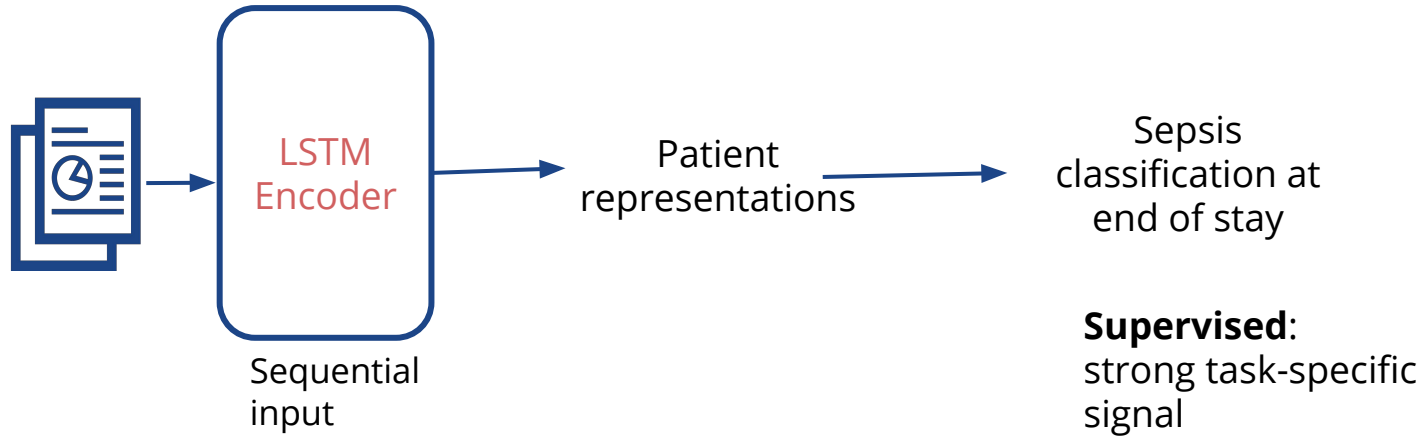 LSTM
Encoder
Sequential
input
Patient
representations
Sepsis
classification at
end of stay
Supervised:
strong task-specific
signal